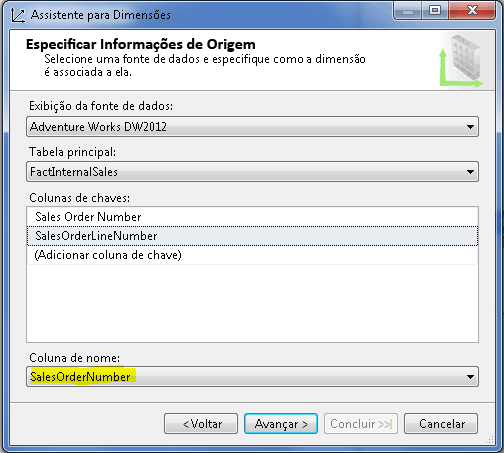 Assistente para Dimensões
Especificar Informações de Origem
Selecione uma fonte de dados e especifique como a dimensão
é associada a ela.
Exibição da fonte de dados:
Adventure Works DW2012
Tabela principal:
FactInternalSales
Colunas de chaves:
Sales Order Number
SalesOrderLineNumber
(Adicionar coluna de chave)
Coluna de nome:
SalesOrderNumber
< Voltar
Avançar >
Concluir >>|
Cancelar